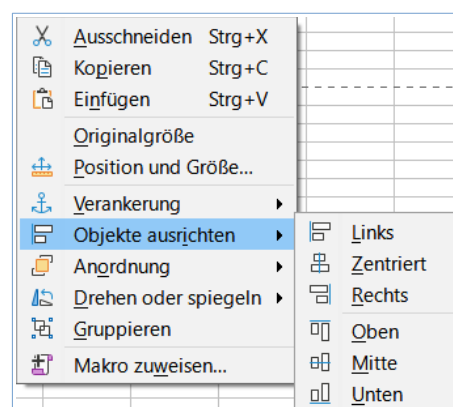 Ausschneiden Strg+X
Kopieren Strg+C
Einfügen Strg+V
Originalgröße
Position und Größe...
Verankerung
Objekte ausrichten
Anordnung
Drehen oder spiegeln
Gruppieren
Makro zuweisen...
Links
Zentriert
Rechts
Oben
Mitte
Unten